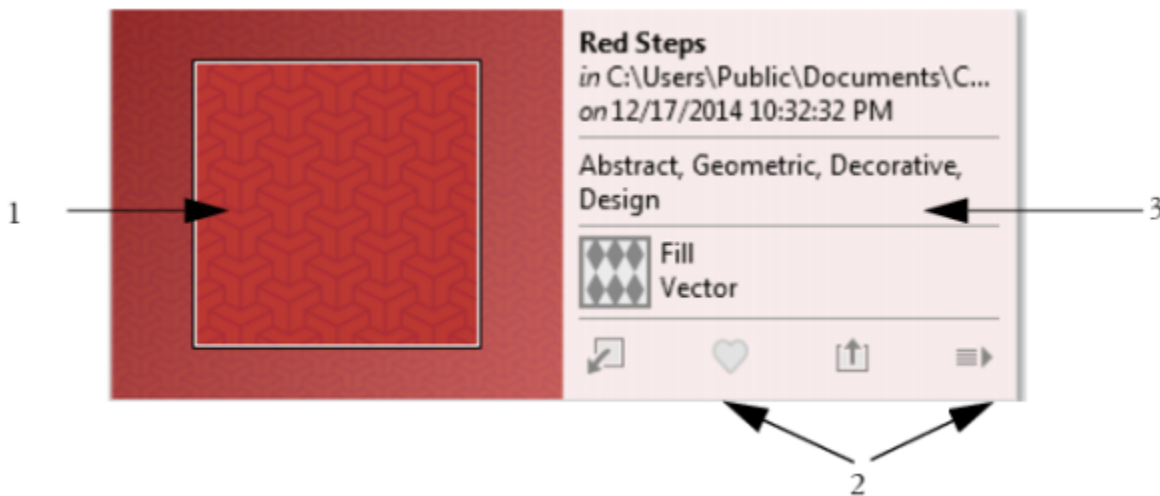 Red Steps
in C:\Users\Public\Documents\C...
on 12/17/2014 10:32:32 PM
Abstract, Geometric, Decorative,
Design
Fill
Vector
1
3
2